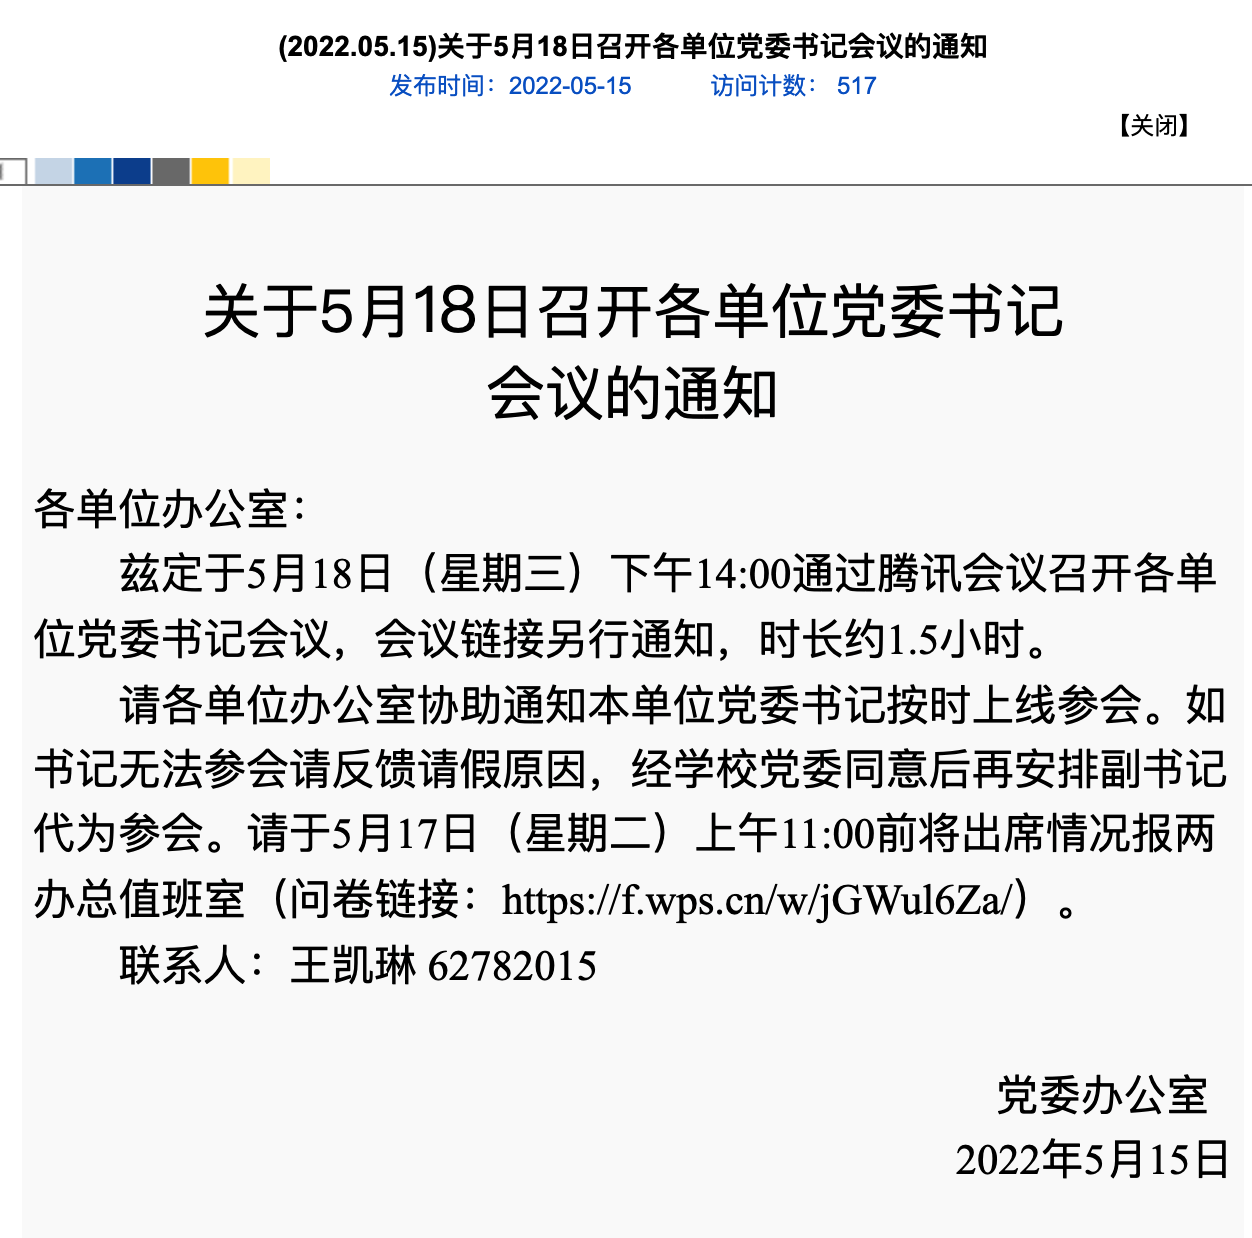 (2022.05.15)关于5月18日召开各单位党委书记会议的通知
发布时间：2022-05-15 访问计数： 517
【关闭】
关于5月18日召开各单位党委书记
会议的通知
各单位办公室：
兹定于5月18日（星期三）下午14:00通过腾讯会议召开各单
位党委书记会议，会议链接另行通知，时长约1.5小时。
请各单位办公室协助通知本单位党委书记按时上线参会。如
书记无法参会请反馈请假原因，经学校党委同意后再安排副书记
代为参会。请于5月17日（星期二）上午11:00前将出席情况报两
办总值班室（问卷链接：https://f.wps.cn/w/jGWul6Za/）。
联系人：王凯琳 62782015
党委办公室
2022年5月15日